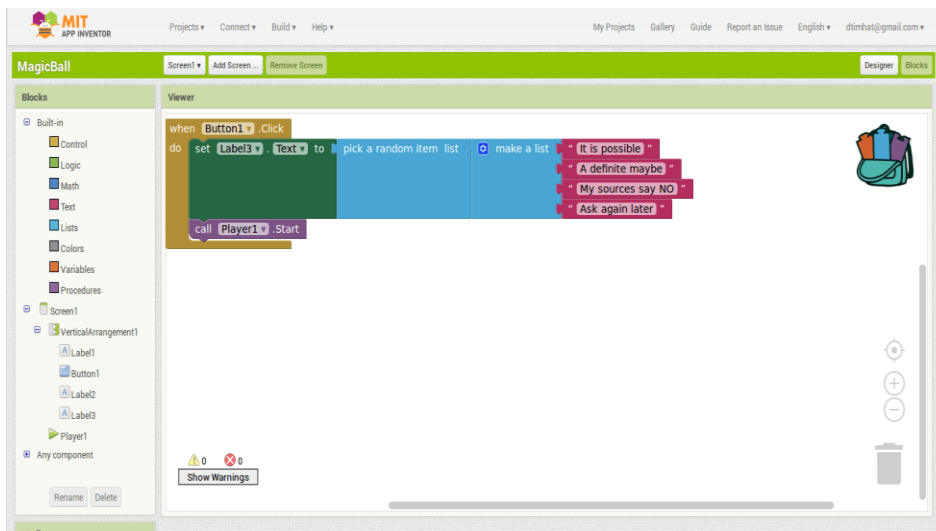 MIT
APP INVENTOR
Projects Connect Build Help
My Projects Gallery Guide Report an Issue English dtimhat@gmail.com
MagicBall
Screen1 Add Screen ... Remove Screen
Designer Blocks
Blocks
Viewer
Built-in
Control
Logic
Math
Text
Lists
Colors
Variables
Procedures
Screen1
VerticalArrangement1
A Label1
Button1
A Label2
A Label3
Player1
Any component
Rename Delete
when Button1 .Click
do set Label3 . Text to pick a random item list make a list " It is possible "
" A definite maybe "
" My sources say NO "
" Ask again later "
call Player1 .Start
0 0
Show Warnings